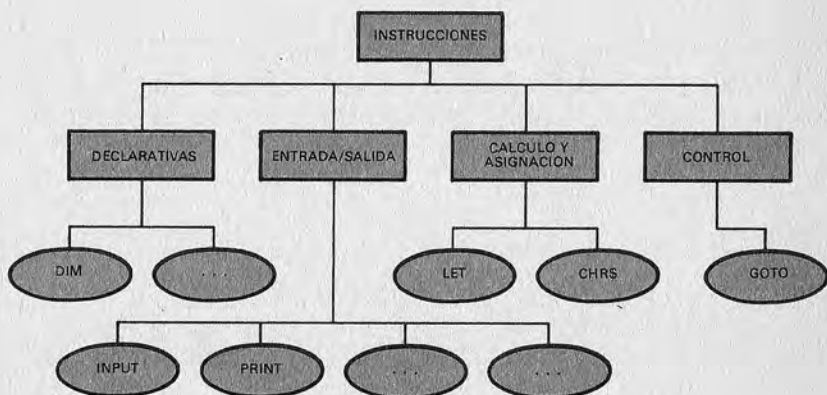 INSTRUCCIONES
DECLARATIVAS
ENTRADA/SALIDA
CALCULO Y
ASIGNACION
CONTROL
DIM
. . .
LET
CHR$
GOTO
INPUT
PRINT
. . .
. . .